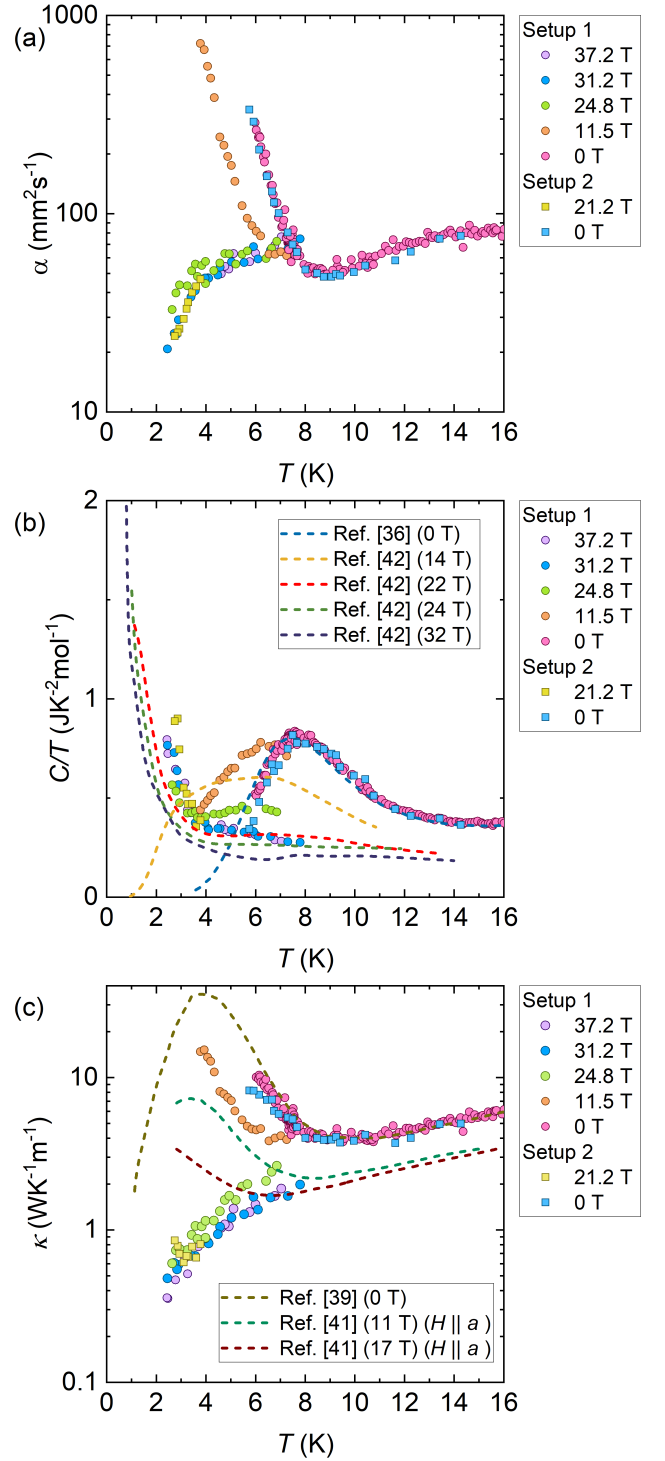 (a)
1000
100
10
α (mm²s⁻¹)
0 2 4 6 8 10 12 14 16
T (K)
Setup 1
37.2 T
31.2 T
24.8 T
11.5 T
0 T
Setup 2
21.2 T
0 T
(b)
2
1
0
C/T (JK⁻²mol⁻¹)
Ref. [36] (0 T)
Ref. [42] (14 T)
Ref. [42] (22 T)
Ref. [42] (24 T)
Ref. [42] (32 T)
0 2 4 6 8 10 12 14 16
T (K)
Setup 1
37.2 T
31.2 T
24.8 T
11.5 T
0 T
Setup 2
21.2 T
0 T
(c)
10
1
0.1
κ (WK⁻¹m⁻¹)
Ref. [39] (0 T)
Ref. [41] (11 T) (H || a )
Ref. [41] (17 T) (H || a )
0 2 4 6 8 10 12 14 16
T (K)
Setup 1
37.2 T
31.2 T
24.8 T
11.5 T
0 T
Setup 2
21.2 T
0 T